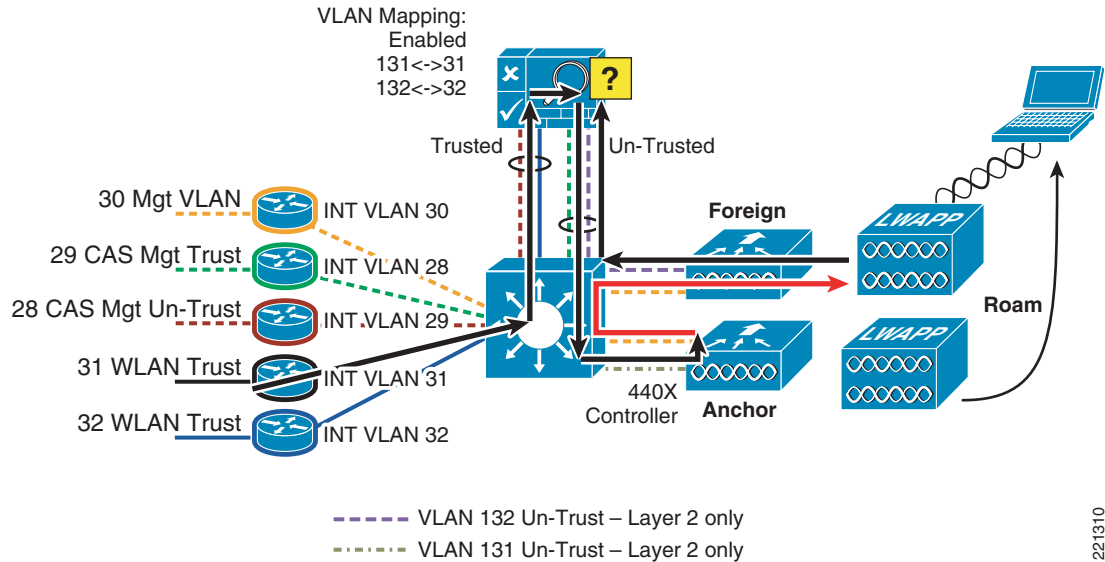 VLAN Mapping:
Enabled
131<->31
132<->32
?
Trusted
Un-Trusted
30 Mgt VLAN
INT VLAN 30
29 CAS Mgt Trust
INT VLAN 28
28 CAS Mgt Un-Trust
INT VLAN 29
31 WLAN Trust
INT VLAN 31
32 WLAN Trust
INT VLAN 32
Foreign
LWAPP
Roam
LWAPP
440X
Controller
Anchor
VLAN 132 Un-Trust – Layer 2 only
VLAN 131 Un-Trust – Layer 2 only
221310